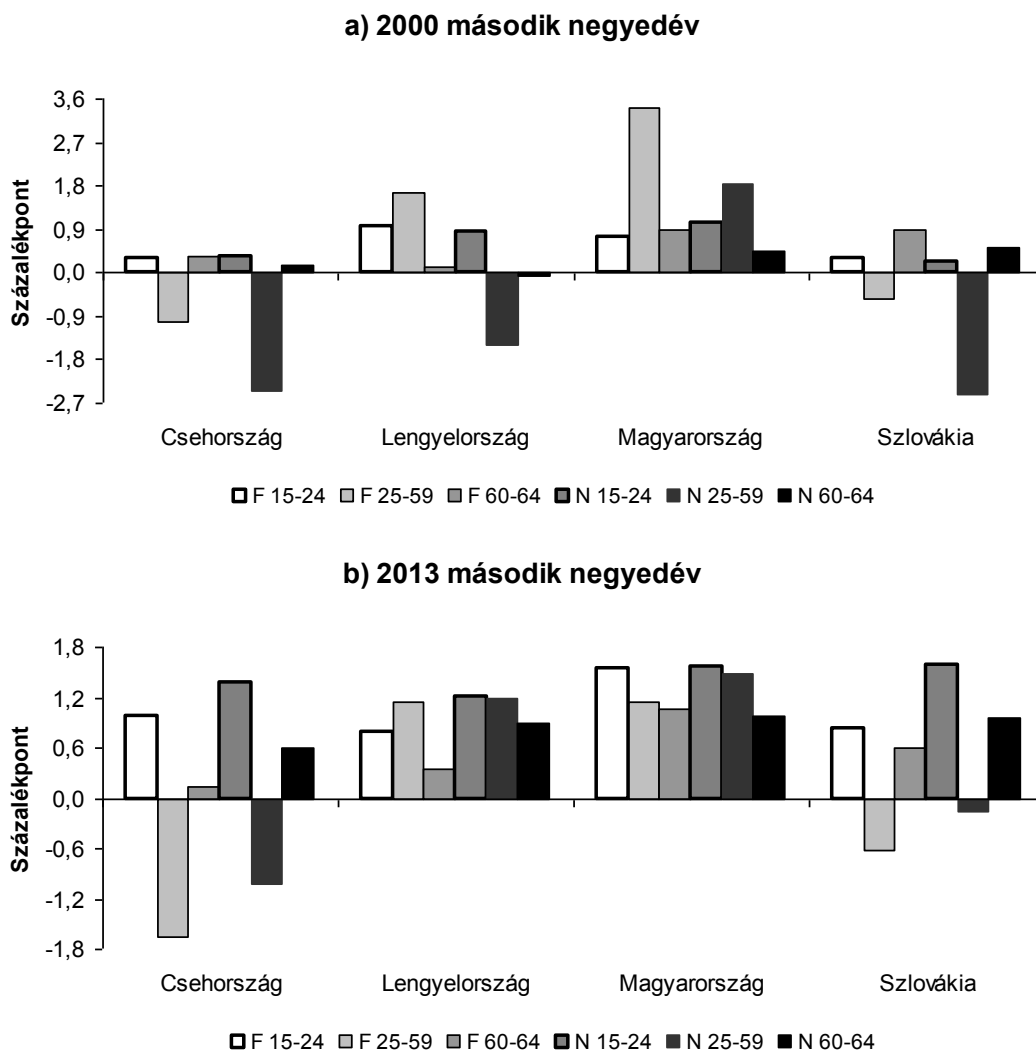 a) 2000 második negyedév
Százalékpont
3,6
2,7
1,8
0,9
0,0
-0,9
-1,8
-2,7
Csehország Lengyelország Magyarország Szlovákia
F 15-24 F 25-59 F 60-64 N 15-24 N 25-59 N 60-64
b) 2013 második negyedév
Százalékpont
1,8
1,2
0,6
0,0
-0,6
-1,2
-1,8
Csehország Lengyelország Magyarország Szlovákia
F 15-24 F 25-59 F 60-64 N 15-24 N 25-59 N 60-64